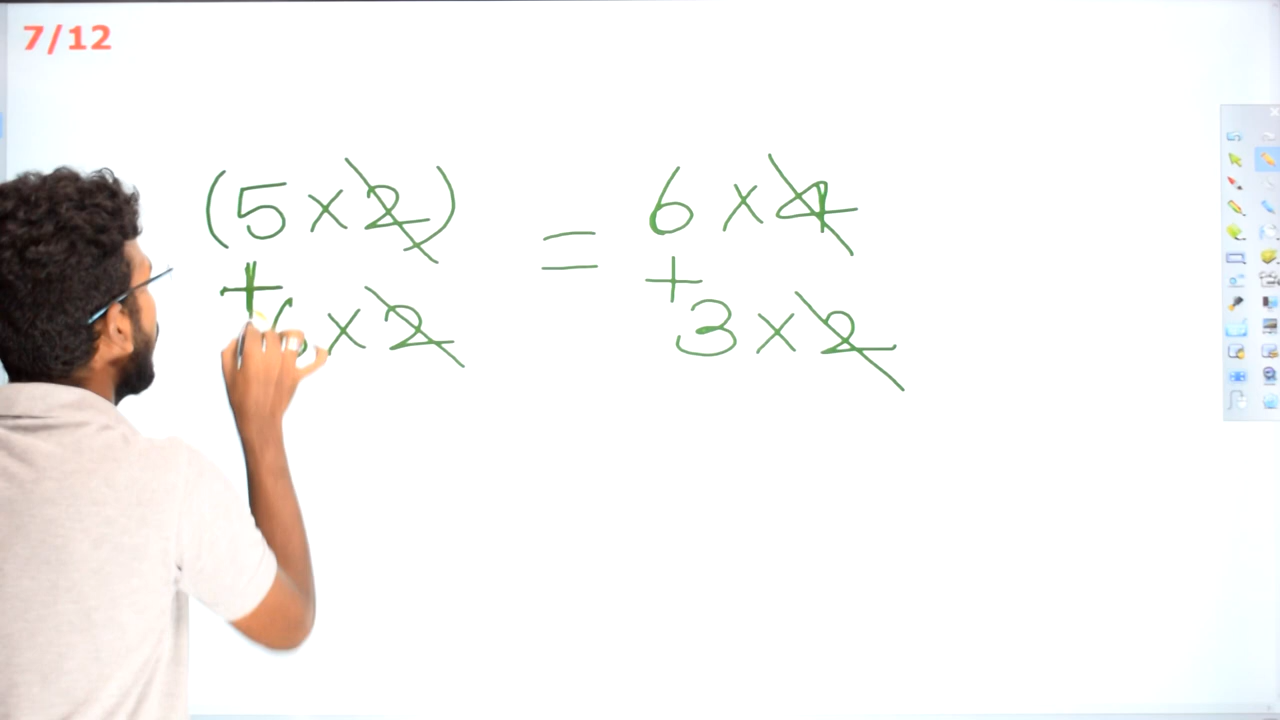 7/12
(5 × 2) = 6 × 4
+ +
6 × 2 3 × 2